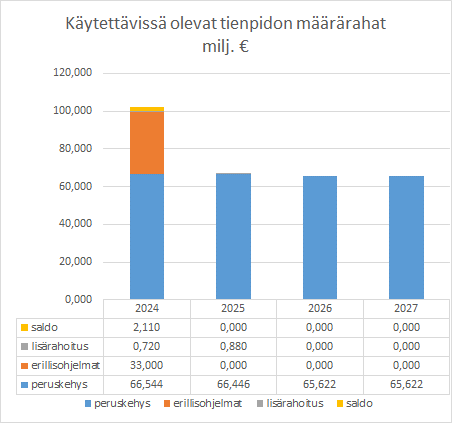 Käytettävissä olevat tienpidon määrärahat
milj. €
120,000
100,000
80,000
60,000
40,000
20,000
0,000
2024 2025 2026 2027
saldo 2,110 0,000 0,000 0,000
lisärahoitus 0,720 0,880 0,000 0,000
erillisohjelmat 33,000 0,000 0,000 0,000
peruskehys 66,544 66,446 65,622 65,622
peruskehys erillisohjelmat lisärahoitus saldo